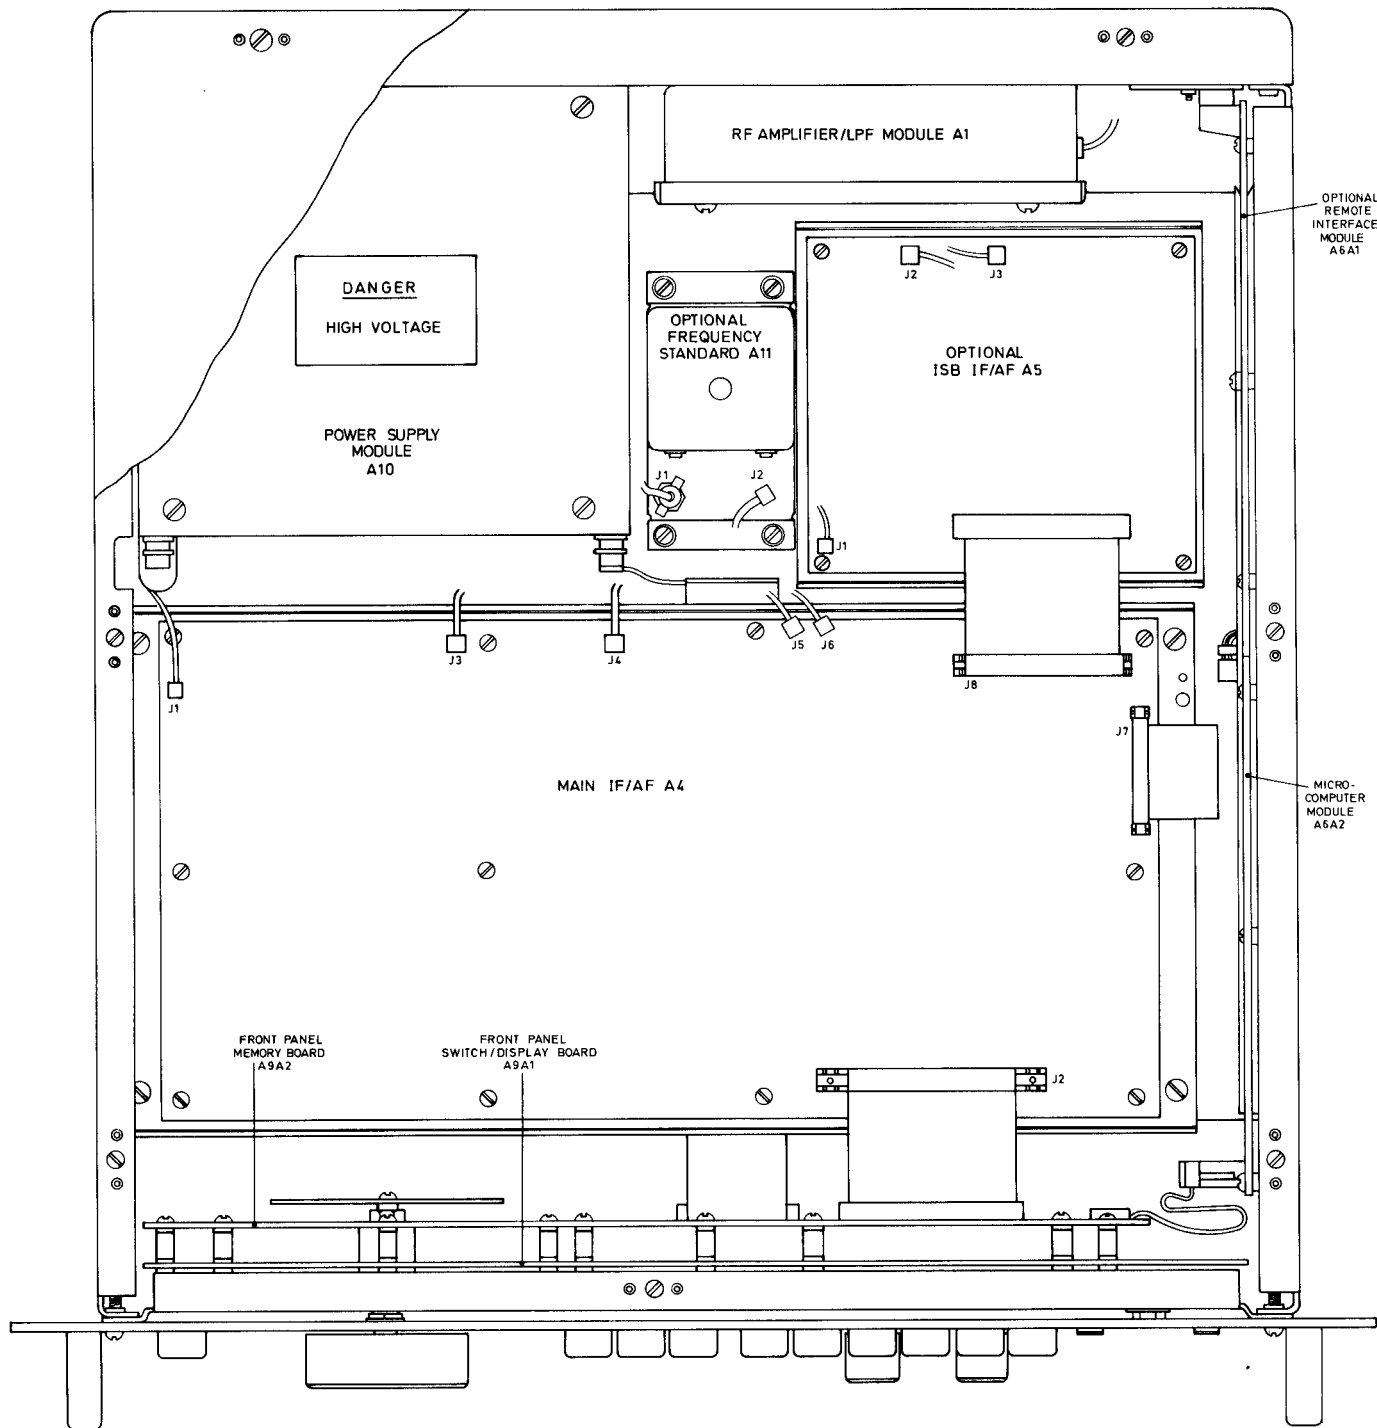 RF AMPLIFIER/LPF MODULE A1
OPTIONAL
REMOTE
INTERFACE
MODULE
A6A1
J2
J3
DANGER
HIGH VOLTAGE
OPTIONAL
FREQUENCY
STANDARD A11
OPTIONAL
ISB IF/AF A5
POWER SUPPLY
MODULE
A10
J1
J2
J1
J3
J4
J5
J6
J8
J1
J7
MAIN IF/AF A4
MICRO-
COMPUTER
MODULE
A6A2
FRONT PANEL
MEMORY BOARD
A9A2
FRONT PANEL
SWITCH/DISPLAY BOARD
A9A1
J2